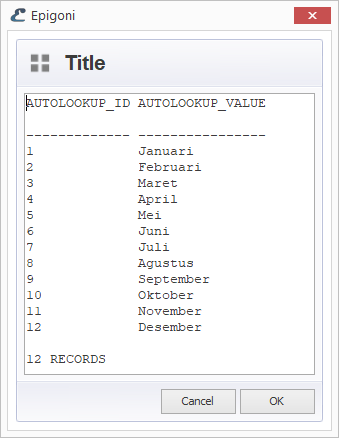 Epigoni
Title
AUTOLOOKUP_ID AUTOLOOKUP_VALUE
------------- ----------------
1 Januari
2 Februari
3 Maret
4 April
5 Mei
6 Juni
7 Juli
8 Agustus
9 September
10 Oktober
11 November
12 Desember
12 RECORDS
Cancel OK